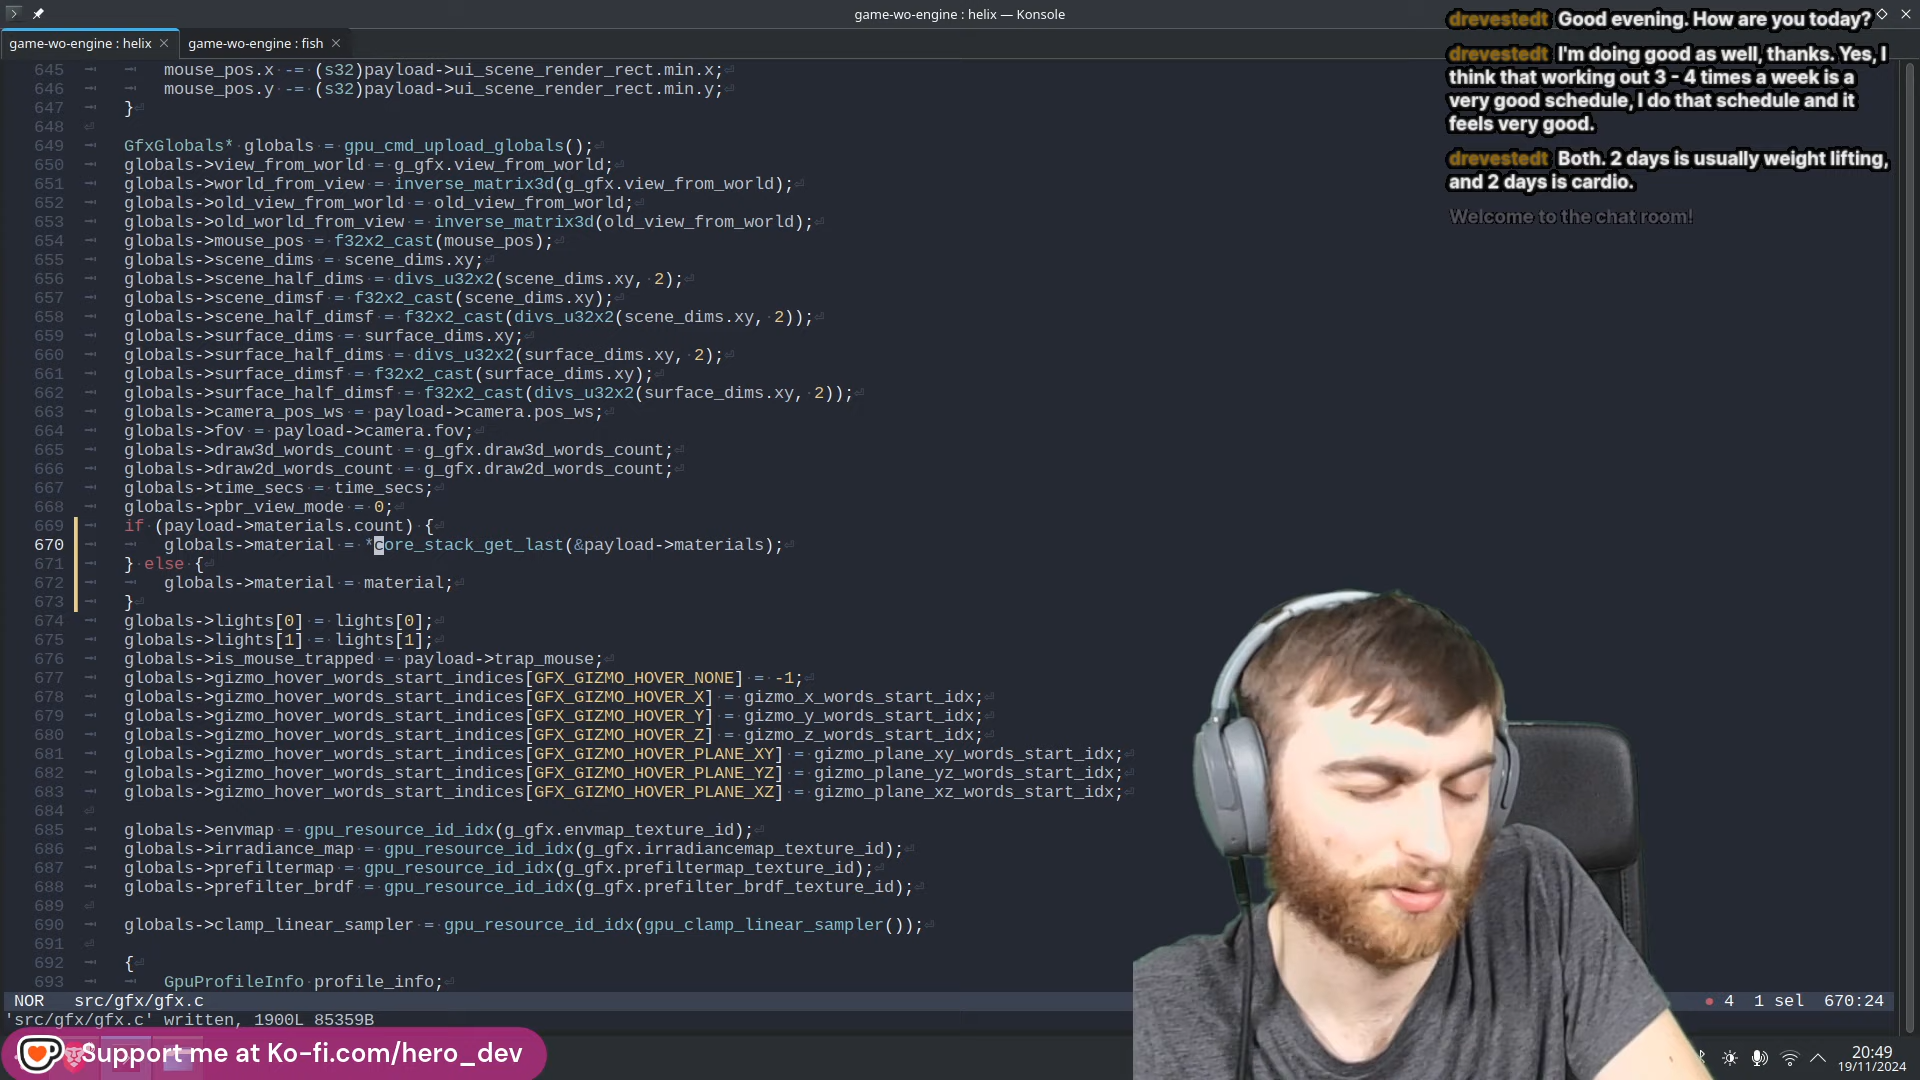 game-wo-engine : helix — Konsole
game-wo-engine : helix
game-wo-engine : fish
645 mouse_pos.x -= (s32)payload->ui_scene_render_rect.min.x;
646 mouse_pos.y -= (s32)payload->ui_scene_render_rect.min.y;
647 }
648
649 GfxGlobals* globals = gpu_cmd_upload_globals();
650 globals->view_from_world = g_gfx.view_from_world;
651 globals->world_from_view = inverse_matrix3d(g_gfx.view_from_world);
652 globals->old_view_from_world = old_view_from_world;
653 globals->old_world_from_view = inverse_matrix3d(old_view_from_world);
654 globals->mouse_pos = f32x2_cast(mouse_pos);
655 globals->scene_dims = scene_dims.xy;
656 globals->scene_half_dims = divs_u32x2(scene_dims.xy, 2);
657 globals->scene_dimsf = f32x2_cast(scene_dims.xy);
658 globals->scene_half_dimsf = f32x2_cast(divs_u32x2(scene_dims.xy, 2));
659 globals->surface_dims = surface_dims.xy;
660 globals->surface_half_dims = divs_u32x2(surface_dims.xy, 2);
661 globals->surface_dimsf = f32x2_cast(surface_dims.xy);
662 globals->surface_half_dimsf = f32x2_cast(divs_u32x2(surface_dims.xy, 2));
663 globals->camera_pos_ws = payload->camera.pos_ws;
664 globals->fov = payload->camera.fov;
665 globals->draw3d_words_count = g_gfx.draw3d_words_count;
666 globals->draw2d_words_count = g_gfx.draw2d_words_count;
667 globals->time_secs = time_secs;
668 globals->pbr_view_mode = 0;
669 if (payload->materials.count) {
670 globals->material = *core_stack_get_last(&payload->materials);
671 } else {
672 globals->material = material;
673 }
674 globals->lights[0] = lights[0];
675 globals->lights[1] = lights[1];
676 globals->is_mouse_trapped = payload->trap_mouse;
677 globals->gizmo_hover_words_start_indices[GFX_GIZMO_HOVER_NONE] = -1;
678 globals->gizmo_hover_words_start_indices[GFX_GIZMO_HOVER_X] = gizmo_x_words_start_idx;
679 globals->gizmo_hover_words_start_indices[GFX_GIZMO_HOVER_Y] = gizmo_y_words_start_idx;
680 globals->gizmo_hover_words_start_indices[GFX_GIZMO_HOVER_Z] = gizmo_z_words_start_idx;
681 globals->gizmo_hover_words_start_indices[GFX_GIZMO_HOVER_PLANE_XY] = gizmo_plane_xy_words_start_idx;
682 globals->gizmo_hover_words_start_indices[GFX_GIZMO_HOVER_PLANE_YZ] = gizmo_plane_yz_words_start_idx;
683 globals->gizmo_hover_words_start_indices[GFX_GIZMO_HOVER_PLANE_XZ] = gizmo_plane_xz_words_start_idx;
684
685 globals->envmap = gpu_resource_id_idx(g_gfx.envmap_texture_id);
686 globals->irradiance_map = gpu_resource_id_idx(g_gfx.irradiancemap_texture_id);
687 globals->prefiltermap = gpu_resource_id_idx(g_gfx.prefiltermap_texture_id);
688 globals->prefilter_brdf = gpu_resource_id_idx(g_gfx.prefilter_brdf_texture_id);
689
690 globals->clamp_linear_sampler = gpu_resource_id_idx(gpu_clamp_linear_sampler());
691
692 {
693 GpuProfileInfo profile_info;
NOR src/gfx/gfx.c
4 1 sel 670:24
'src/gfx/gfx.c' written, 1900L 85359B
drevestedt Good evening. How are you today?
drevestedt I'm doing good as well, thanks. Yes, I
think that working out 3 - 4 times a week is a
very good schedule, I do that schedule and it
feels very good.
drevestedt Both. 2 days is usually weight lifting,
and 2 days is cardio.
Welcome to the chat room!
Support me at Ko-fi.com/hero_dev
20:49
19/11/2024